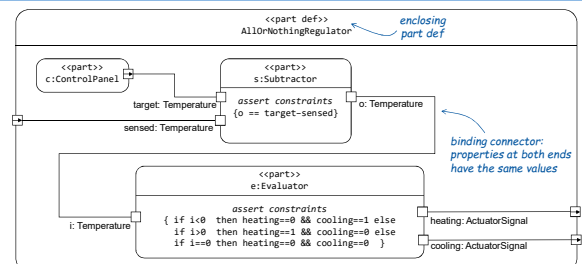 <<part def>>
AllOrNothingRegulator
enclosing
part def
<<part>>
c:ControlPanel
<<part>>
s:Subtractor
assert constraints
{o == target-sensed}
target: Temperature
o: Temperature
sensed: Temperature
binding connector:
properties at both ends
have the same values
<<part>>
e:Evaluator
assert constraints
{ if i<0 then heating==0 && cooling==1 else
if i>0 then heating==1 && cooling==0 else
if i==0 then heating==0 && cooling==0 }
i: Temperature
heating: ActuatorSignal
cooling: ActuatorSignal